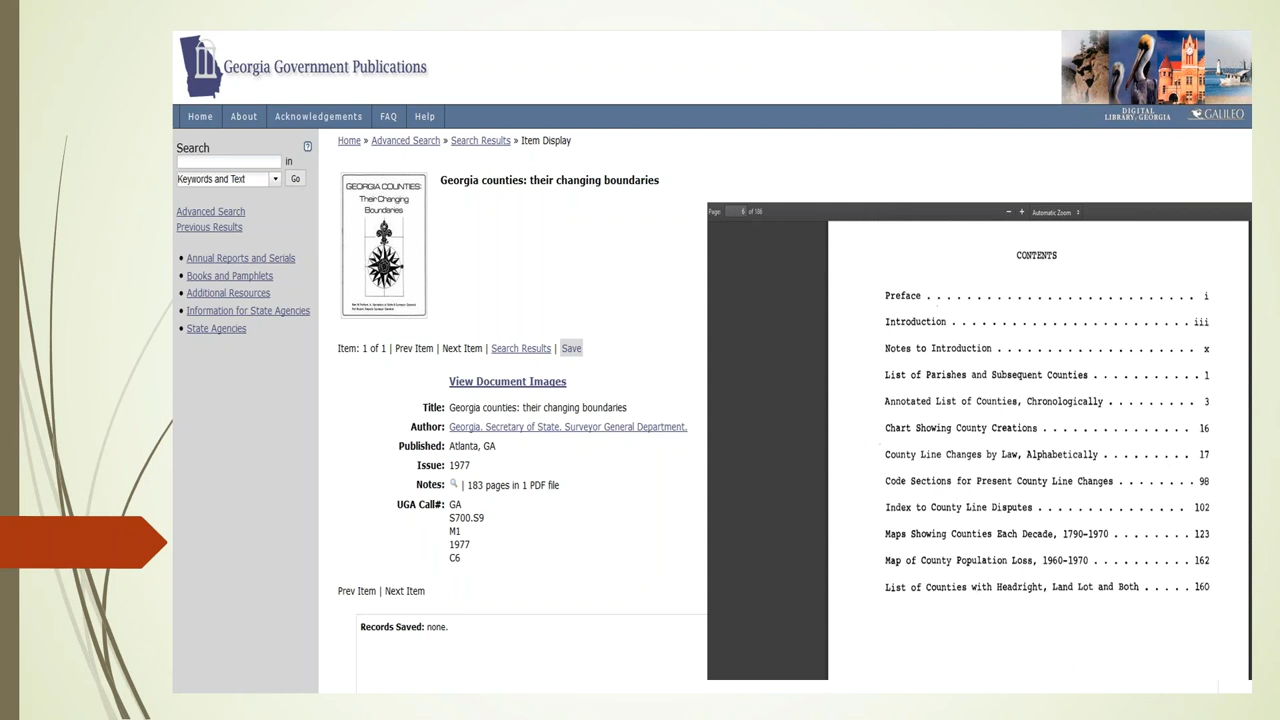 Georgia Government Publications
DIGITAL
LIBRARY/GEORGIA
GALILEO
Home About Acknowledgements FAQ Help
Search
in
Keywords and Text Go
Advanced Search
Previous Results
• Annual Reports and Serials
• Books and Pamphlets
• Additional Resources
• Information for State Agencies
• State Agencies
Home » Advanced Search » Search Results » Item Display
GEORGIA COUNTIES:
Their Changing
Boundaries
Georgia counties: their changing boundaries
Item: 1 of 1 | Prev Item | Next Item | Search Results | Save
View Document Images
Title: Georgia counties: their changing boundaries
Author: Georgia. Secretary of State. Surveyor General Department.
Published: Atlanta, GA
Issue: 1977
Notes: | 183 pages in 1 PDF file
UGA Call#: GA
S700.S9
M1
1977
C6
Prev Item | Next Item
Records Saved: none.
Page: 6 of 186 − + Automatic Zoom
CONTENTS
Preface . . . . . . . . . . . . . . . . . . . . . . . . . i
Introduction . . . . . . . . . . . . . . . . . . . . . . iii
Notes to Introduction . . . . . . . . . . . . . . . . . . x
List of Parishes and Subsequent Counties . . . . . . . . . . 1
Annotated List of Counties, Chronologically . . . . . . . . 3
Chart Showing County Creations . . . . . . . . . . . . . . 16
County Line Changes by Law, Alphabetically . . . . . . . . . 17
Code Sections for Present County Line Changes . . . . . . . 98
Index to County Line Disputes . . . . . . . . . . . . . 102
Maps Showing Counties Each Decade, 1790-1970 . . . . . . . 123
Map of County Population Loss, 1960-1970 . . . . . . . . . . 162
List of Counties with Headright, Land Lot and Both . . . . . 160